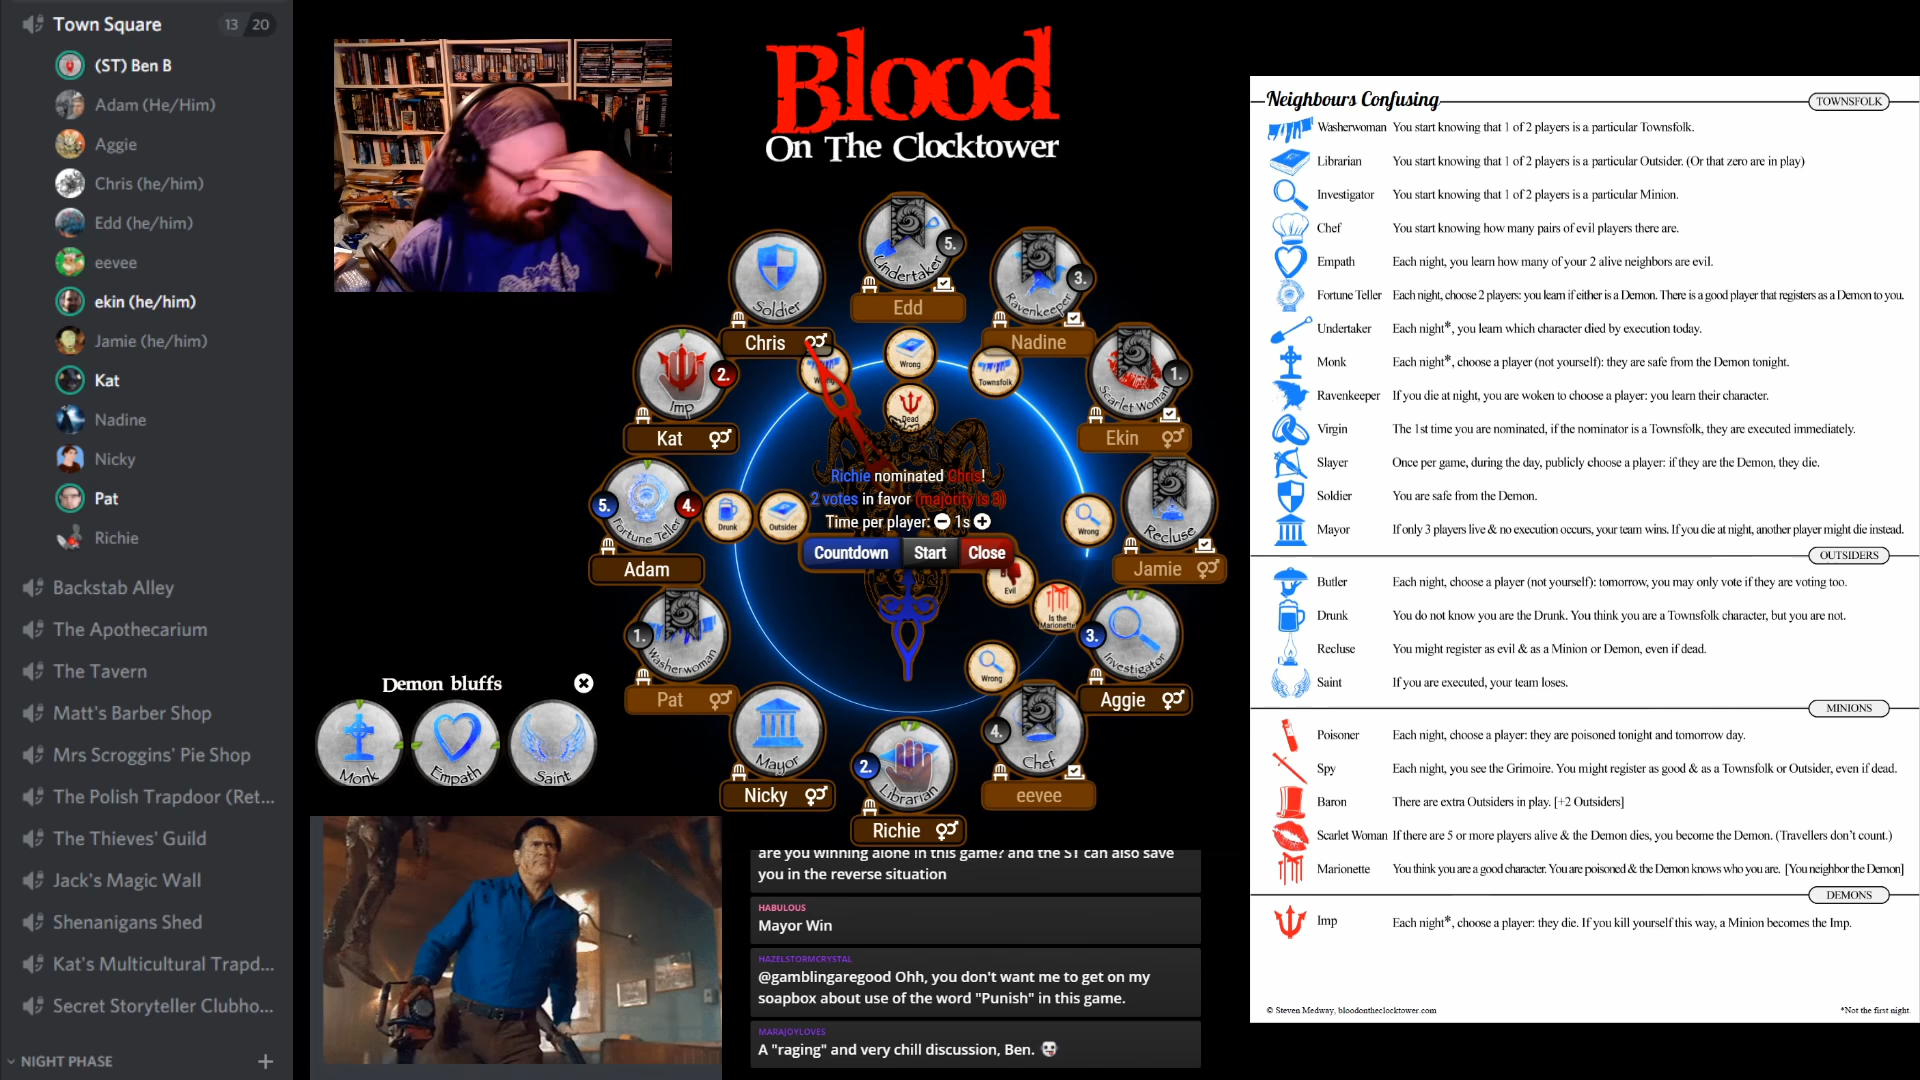 Town Square 13 20
(ST) Ben B
Adam (He/Him)
Aggie
Chris (he/him)
Edd (he/him)
eevee
ekin (he/him)
Jamie (he/him)
Kat
Nadine
Nicky
Pat
Richie
Backstab Alley
The Apothecarium
The Tavern
Matt's Barber Shop
Mrs Scroggins' Pie Shop
The Polish Trapdoor (Ret...
The Thieves' Guild
Jack's Magic Wall
Shenanigans Shed
Kat's Multicultural Trapd...
Secret Storyteller Clubho...
NIGHT PHASE
Blood
On The Clocktower
Undertaker 5.
Edd
Soldier
Chris
Ravenkeeper 3.
Nadine
Imp 2.
Kat
Scarlet Woman 1.
Ekin
Wrong
Townsfolk
Dead
Richie nominated Chris!
2 votes in favor (majority is 3)
Time per player: 1s
Countdown Start Close
Fortune Teller 5. 4.
Adam
Drunk
Outsider
Wrong
Recluse
Jamie
Evil
Is the Marionette
Washerwoman 1.
Pat
Investigator 3.
Aggie
Wrong
Mayor
Nicky
Librarian 2.
Richie
Chef 4.
eevee
Demon bluffs
Monk
Empath
Saint
are you winning alone in this game? and the ST can also save
you in the reverse situation
HABULOUS
Mayor Win
HAZELSTORMCRYSTAL
@gamblingaregood Ohh, you don't want me to get on my
soapbox about use of the word "Punish" in this game.
MARAJOYLOVES
A "raging" and very chill discussion, Ben.
Neighbours Confusing
TOWNSFOLK
Washerwoman You start knowing that 1 of 2 players is a particular Townsfolk.
Librarian You start knowing that 1 of 2 players is a particular Outsider. (Or that zero are in play)
Investigator You start knowing that 1 of 2 players is a particular Minion.
Chef You start knowing how many pairs of evil players there are.
Empath Each night, you learn how many of your 2 alive neighbors are evil.
Fortune Teller Each night, choose 2 players: you learn if either is a Demon. There is a good player that registers as a Demon to you.
Undertaker Each night*, you learn which character died by execution today.
Monk Each night*, choose a player (not yourself): they are safe from the Demon tonight.
Ravenkeeper If you die at night, you are woken to choose a player: you learn their character.
Virgin The 1st time you are nominated, if the nominator is a Townsfolk, they are executed immediately.
Slayer Once per game, during the day, publicly choose a player: if they are the Demon, they die.
Soldier You are safe from the Demon.
Mayor If only 3 players live & no execution occurs, your team wins. If you die at night, another player might die instead.
OUTSIDERS
Butler Each night, choose a player (not yourself): tomorrow, you may only vote if they are voting too.
Drunk You do not know you are the Drunk. You think you are a Townsfolk character, but you are not.
Recluse You might register as evil & as a Minion or Demon, even if dead.
Saint If you are executed, your team loses.
MINIONS
Poisoner Each night, choose a player: they are poisoned tonight and tomorrow day.
Spy Each night, you see the Grimoire. You might register as good & as a Townsfolk or Outsider, even if dead.
Baron There are extra Outsiders in play. [+2 Outsiders]
Scarlet Woman If there are 5 or more players alive & the Demon dies, you become the Demon. (Travellers don't count.)
Marionette You think you are a good character. You are poisoned & the Demon knows who you are. [You neighbor the Demon]
DEMONS
Imp Each night*, choose a player: they die. If you kill yourself this way, a Minion becomes the Imp.
© Steven Medway, bloodontheclocktower.com
*Not the first night.